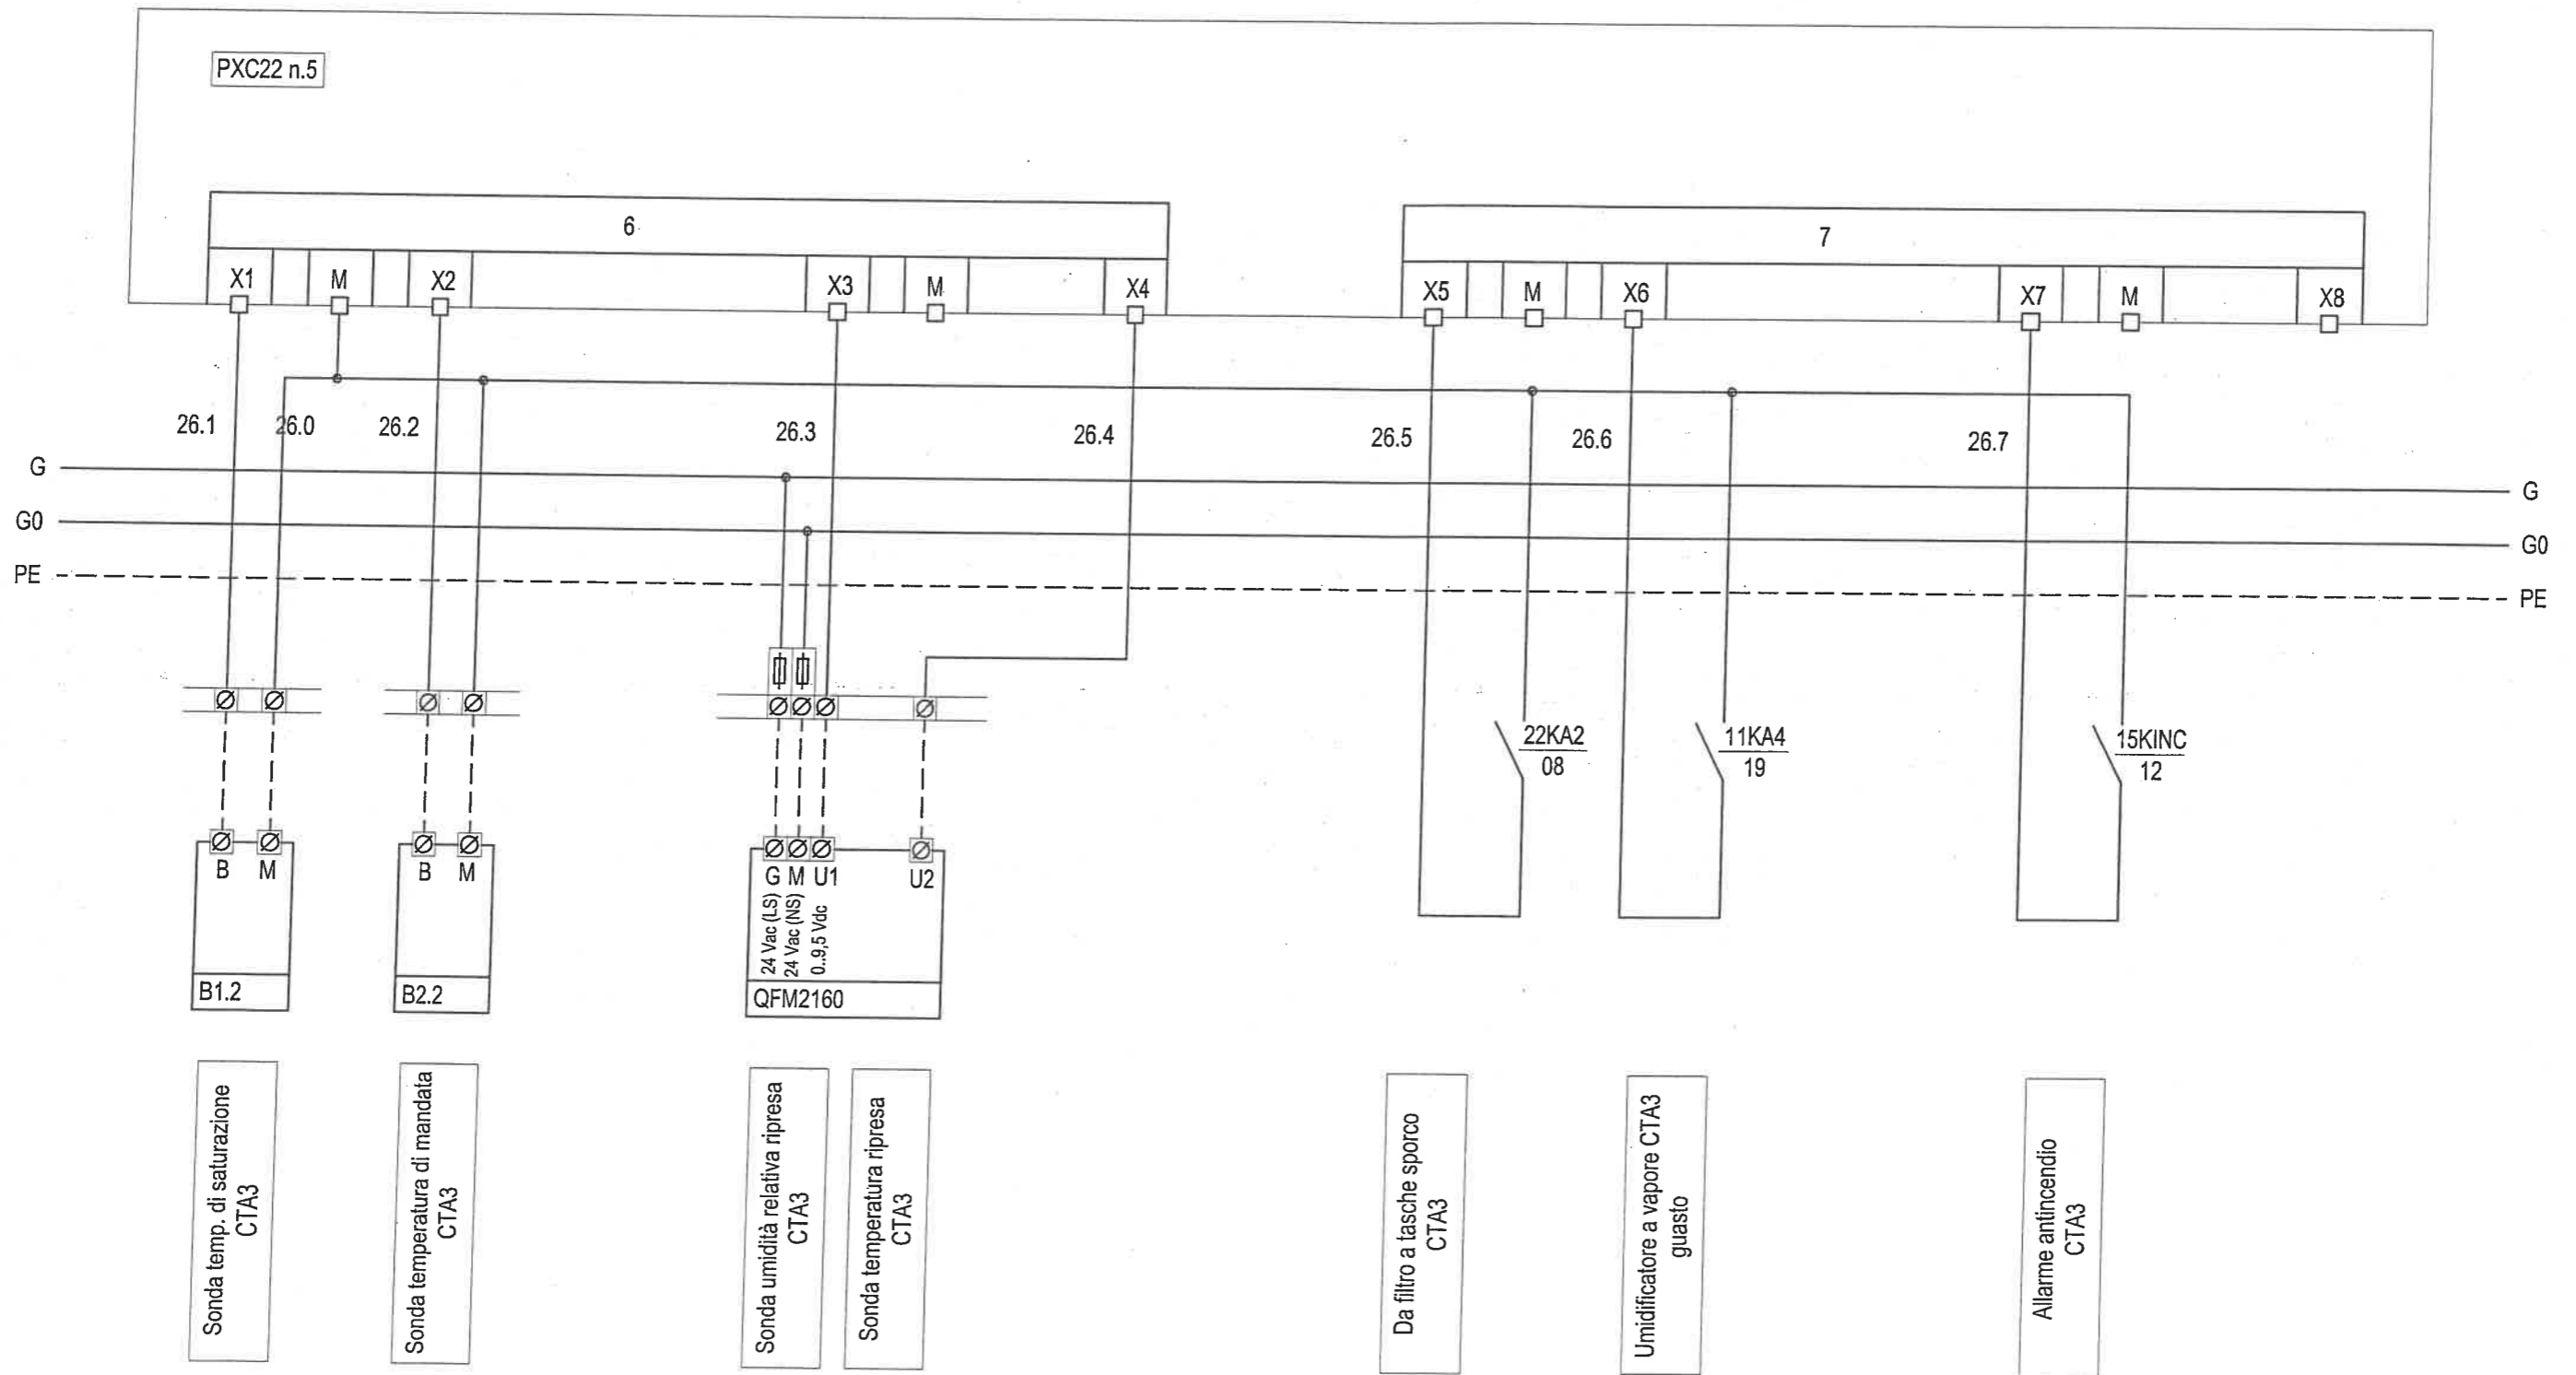 PXC22 n.5
6
7
X1
M
X2
X3
M
X4
X5
M
X6
X7
M
X8
26.1
26.0
26.2
26.3
26.4
26.5
26.6
26.7
G
G
G0
G0
PE
PE
22KA2
08
11KA4
19
15KINC
12
B
M
B
M
G
M
U1
U2
24 Vac (LS)
24 Vac (NS)
0..9,5 Vdc
B1.2
B2.2
QFM2160
Sonda temp. di saturazione
CTA3
Sonda temperatura di mandata
CTA3
Sonda umidità relativa ripresa
CTA3
Sonda temperatura ripresa
CTA3
Da filtro a tasche sporco
CTA3
Umidificatore a vapore CTA3
guasto
Allarme antincendio
CTA3